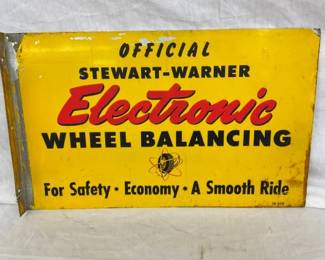 OFFICIAL
STEWART-WARNER
Electronic
WHEEL BALANCING
For Safety · Economy · A Smooth Ride